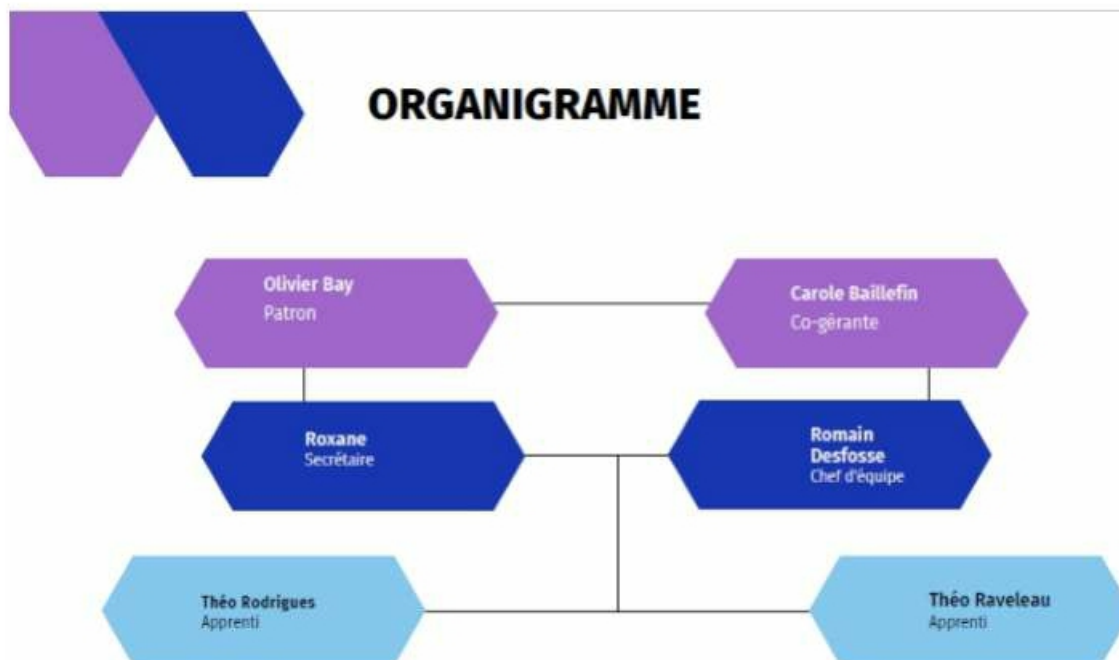 ORGANIGRAMME
Olivier Bay
Patron
Carole Baillefin
Co-gérante
Roxane
Secrétaire
Romain
Desfosse
Chef d'équipe
Théo Rodrigues
Apprenti
Théo Raveleau
Apprenti